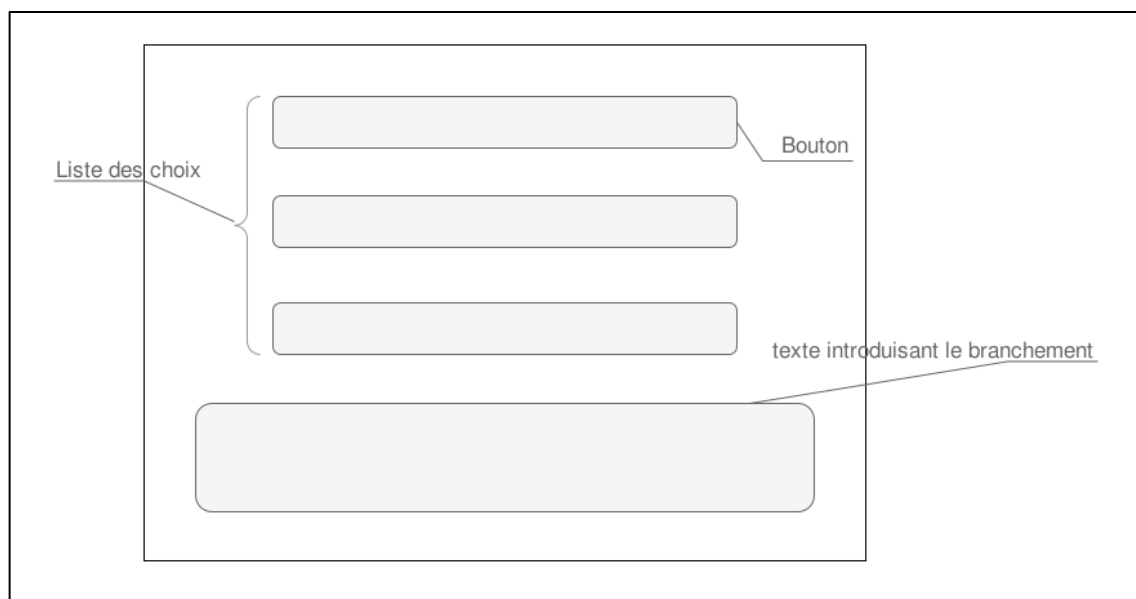 Bouton
Liste des choix
texte introduisant le branchement